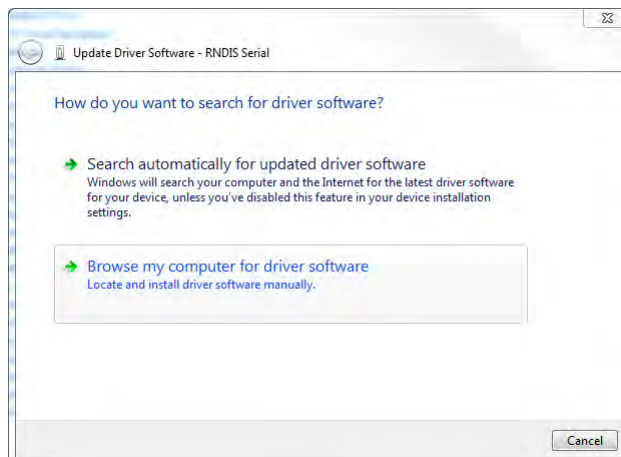 Update Driver Software - RNDIS Serial
How do you want to search for driver software?
Search automatically for updated driver software
Windows will search your computer and the Internet for the latest driver software
for your device, unless you've disabled this feature in your device installation
settings.
Browse my computer for driver software
Locate and install driver software manually.
Cancel